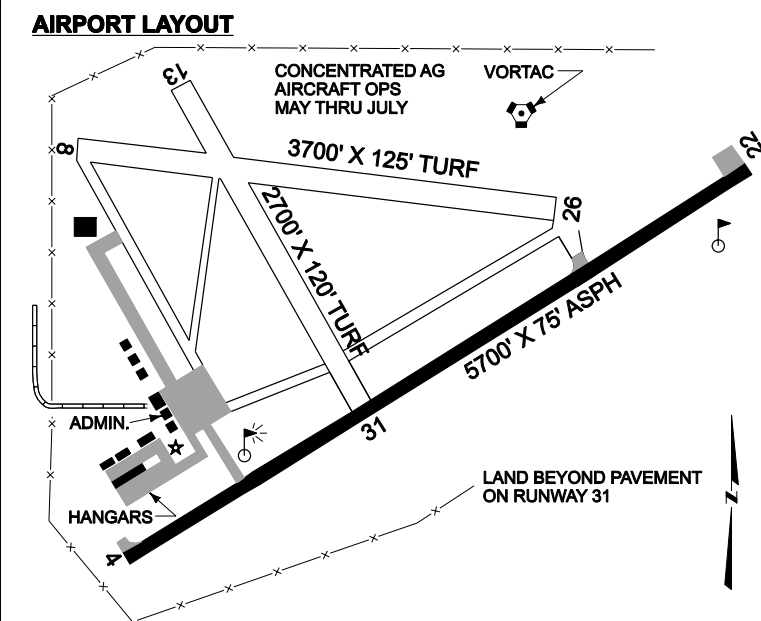 AIRPORT LAYOUT
13
CONCENTRATED AG
AIRCRAFT OPS
MAY THRU JULY
VORTAC
8
3700' X 125' TURF
22
26
2700' X 120' TURF
5700' X 75' ASPH
ADMIN.
31
LAND BEYOND PAVEMENT
ON RUNWAY 31
HANGARS
4
N